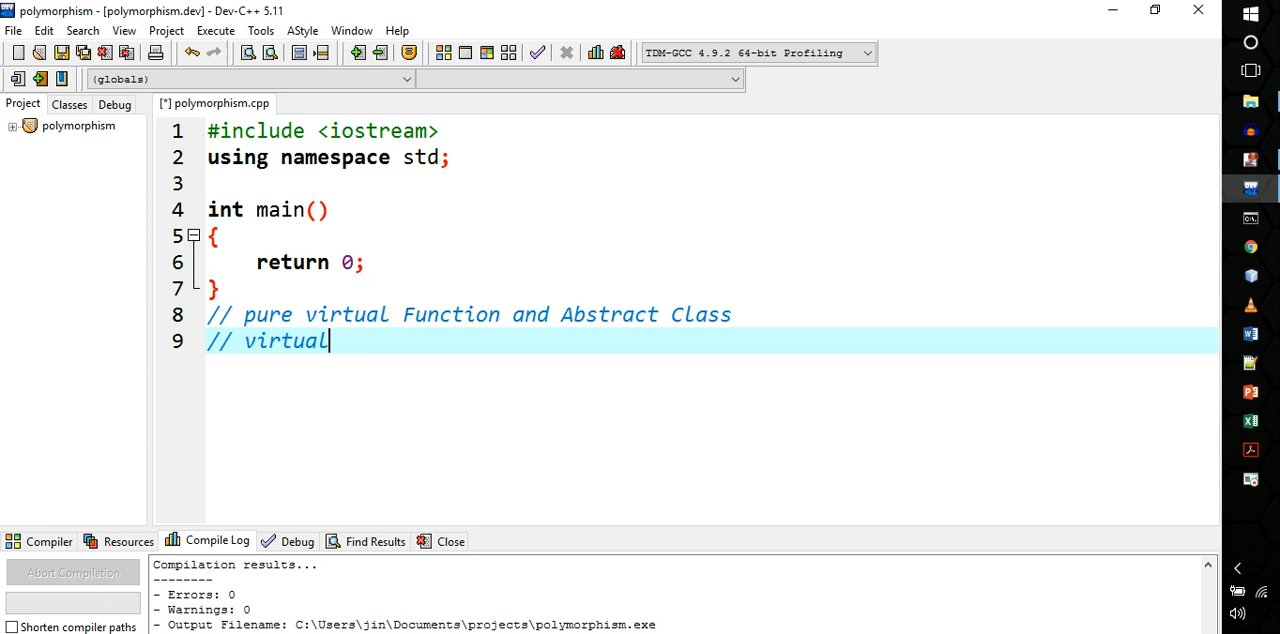 polymorphism - [polymorphism.dev] - Dev-C++ 5.11
File Edit Search View Project Execute Tools AStyle Window Help
TDM-GCC 4.9.2 64-bit Profiling
(globals)
Project Classes Debug
[*] polymorphism.cpp
polymorphism
1 #include <iostream>
2 using namespace std;
3
4 int main()
5 {
6 return 0;
7 }
8 // pure virtual Function and Abstract Class
9 // virtual
Compiler Resources Compile Log Debug Find Results Close
Abort Compilation
Shorten compiler paths
Compilation results...
--------
- Errors: 0
- Warnings: 0
- Output Filename: C:\Users\jin\Documents\projects\polymorphism.exe